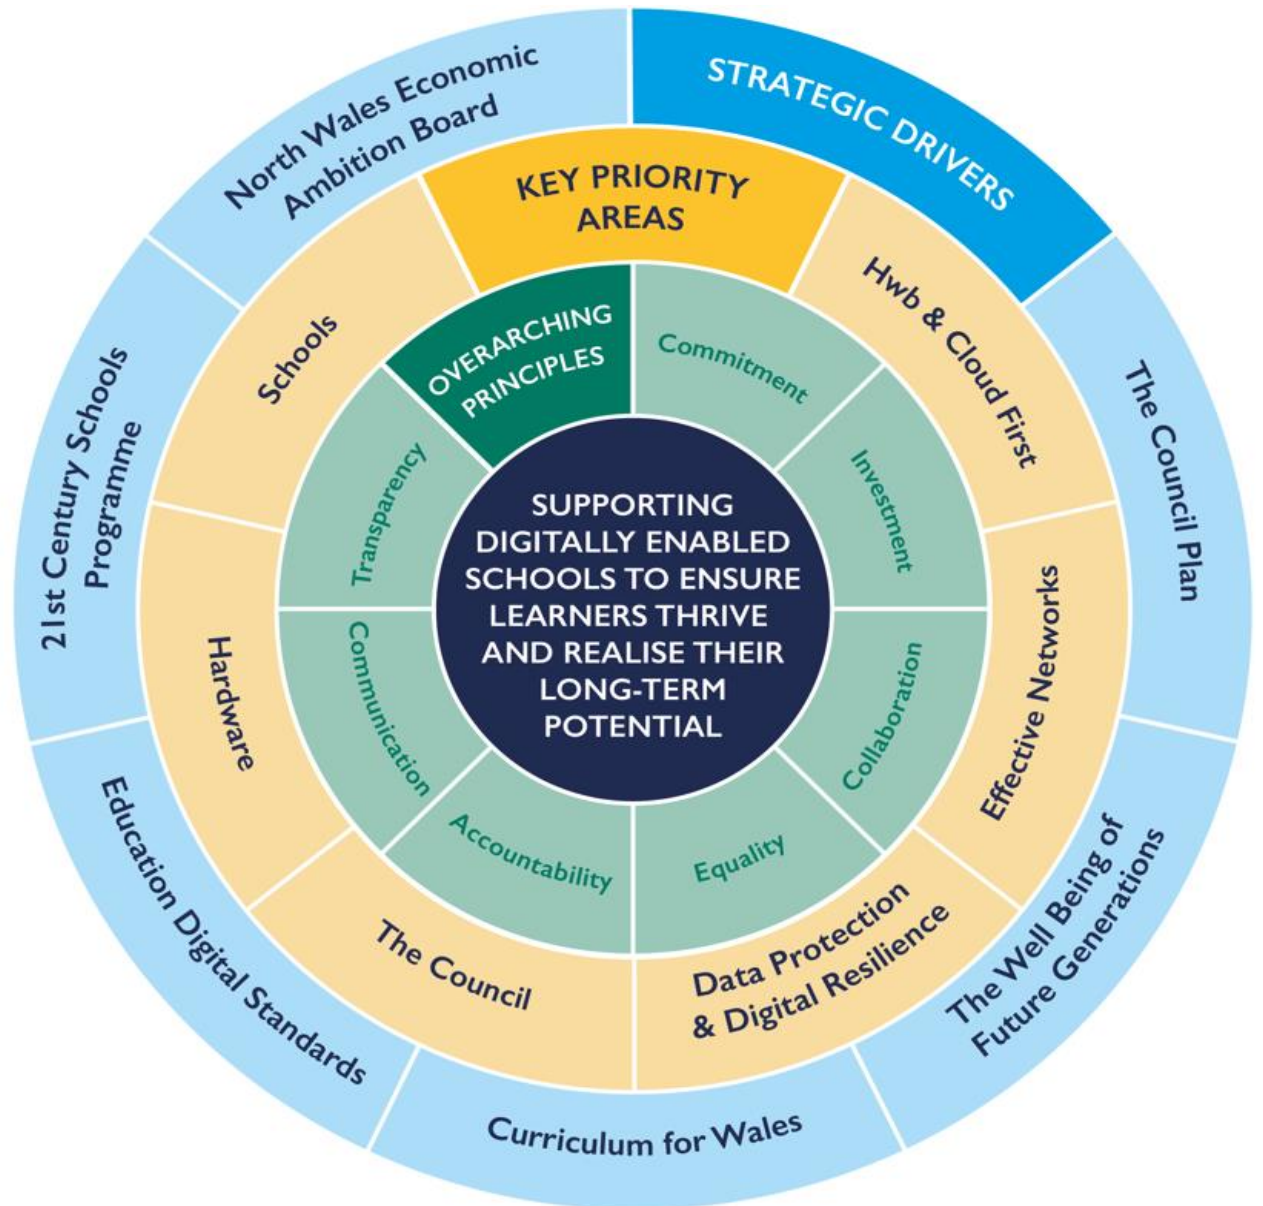 STRATEGIC DRIVERS
The Council Plan
The Well Being of
Future Generations
Curriculum for Wales
Education Digital Standards
21st Century Schools
Programme
North Wales Economic
Ambition Board
KEY PRIORITY
AREAS
Hwb & Cloud First
Effective Networks
Data Protection
& Digital Resilience
The Council
Hardware
Schools
OVERARCHING
PRINCIPLES
Commitment
Investment
Collaboration
Equality
Accountability
Communication
Transparency
SUPPORTING
DIGITALLY ENABLED
SCHOOLS TO ENSURE
LEARNERS THRIVE
AND REALISE THEIR
LONG-TERM
POTENTIAL